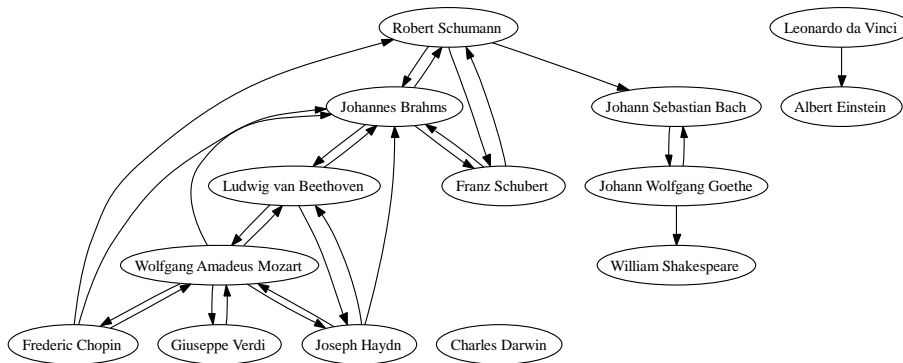 Robert Schumann
Leonardo da Vinci
Johannes Brahms
Johann Sebastian Bach
Albert Einstein
Ludwig van Beethoven
Franz Schubert
Johann Wolfgang Goethe
Wolfgang Amadeus Mozart
William Shakespeare
Frederic Chopin
Giuseppe Verdi
Joseph Haydn
Charles Darwin